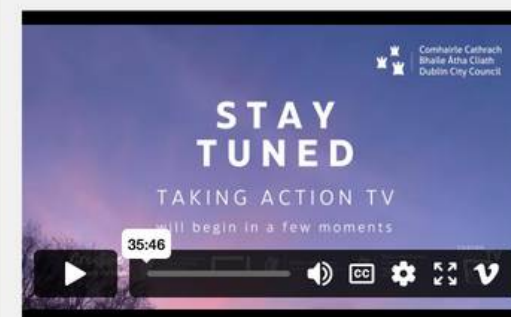 Comhairle Cathrach
Bhaile Átha Cliath
Dublin City Council
STAY
TUNED
TAKING ACTION TV
will begin in a few moments
35:46
CC